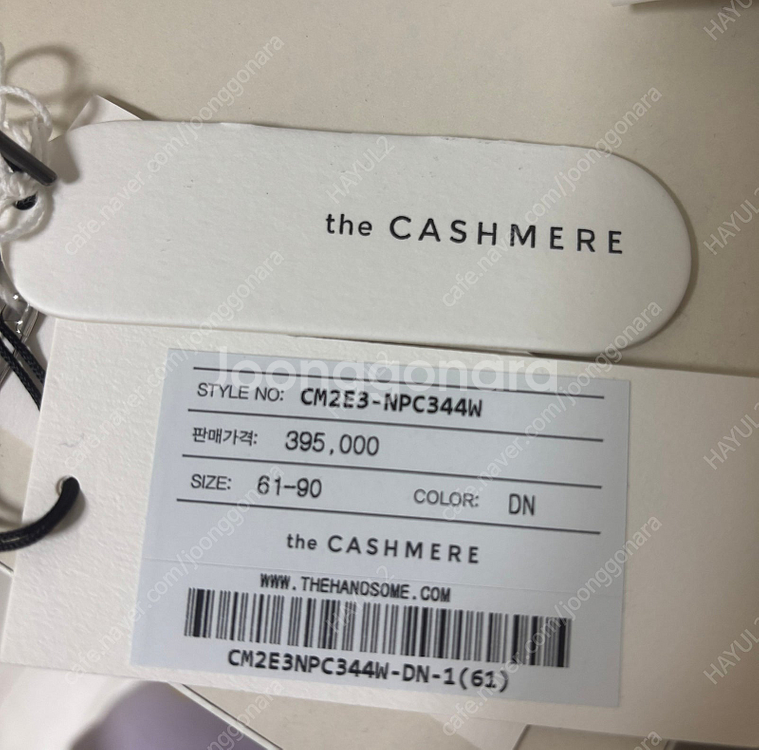 the CASHMERE
Joonggonara
STYLE NO: CM2E3-NPC344W
판매가격: 395,000
SIZE: 61-90 COLOR: DN
the CASHMERE
WWW.THEHANDSOME.COM
CM2E3NPC344W-DN-1(61)
HAYUL2
cafe.naver.com/joonggonara